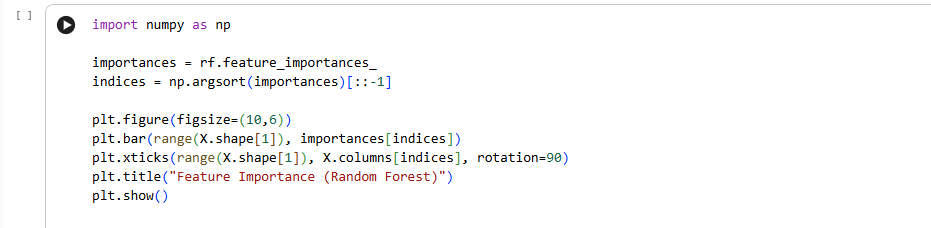 [ ]
import numpy as np
importances = rf.feature_importances_
indices = np.argsort(importances)[::-1]
plt.figure(figsize=(10,6))
plt.bar(range(X.shape[1]), importances[indices])
plt.xticks(range(X.shape[1]), X.columns[indices], rotation=90)
plt.title("Feature Importance (Random Forest)")
plt.show()